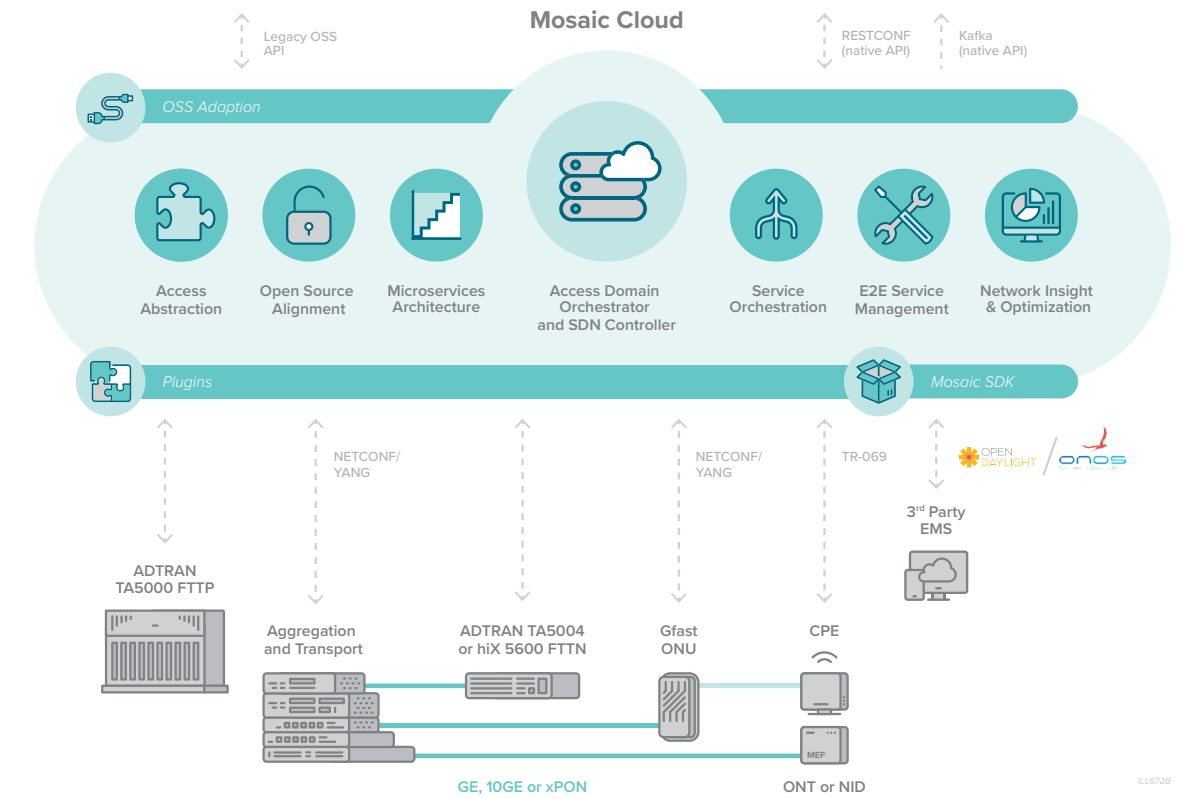 Mosaic Cloud
Legacy OSS
API
RESTCONF
(native API)
Kafka
(native API)
OSS Adaption
Access
Abstraction
Open Source
Alignment
Microservices
Architecture
Access Domain
Orchestrator
and SDN Controller
Service
Orchestration
E2E Service
Management
Network Insight
& Optimization
Plugins
Mosaic SDK
NETCONF/
YANG
NETCONF/
YANG
TR-069
OPEN
DAYLIGHT
onos
3rd Party
EMS
ADTRAN
TA5000 FTTP
Aggregation
and Transport
ADTRAN TA5004
or hiX 5600 FTTN
Gfast
ONU
CPE
MEF
GE, 10GE or xPON
ONT or NID
ILL672B